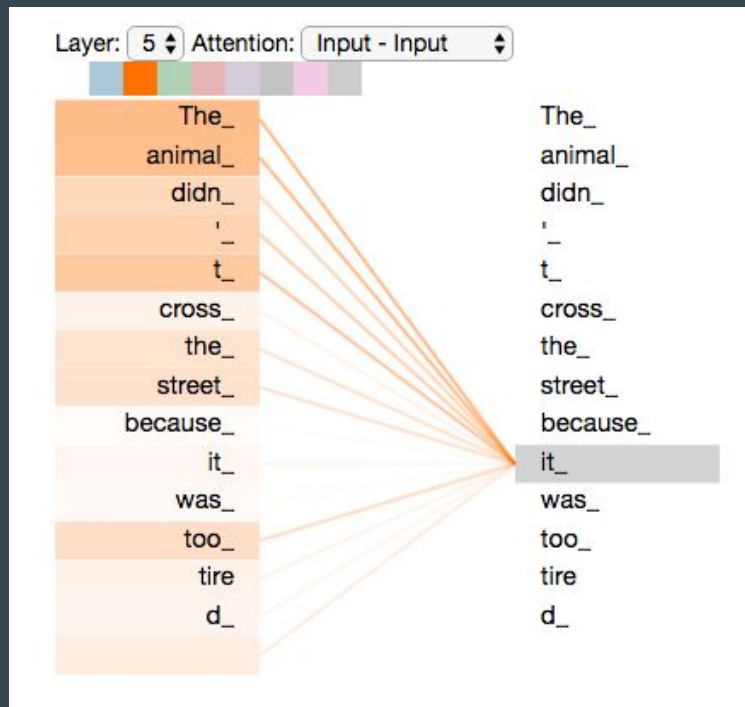 Layer: 5 Attention: Input - Input
The_ The_
animal_ animal_
didn_ didn_
'_ '_
t_ t_
cross_ cross_
the_ the_
street_ street_
because_ because_
it_ it_
was_ was_
too_ too_
tire tire
d_ d_